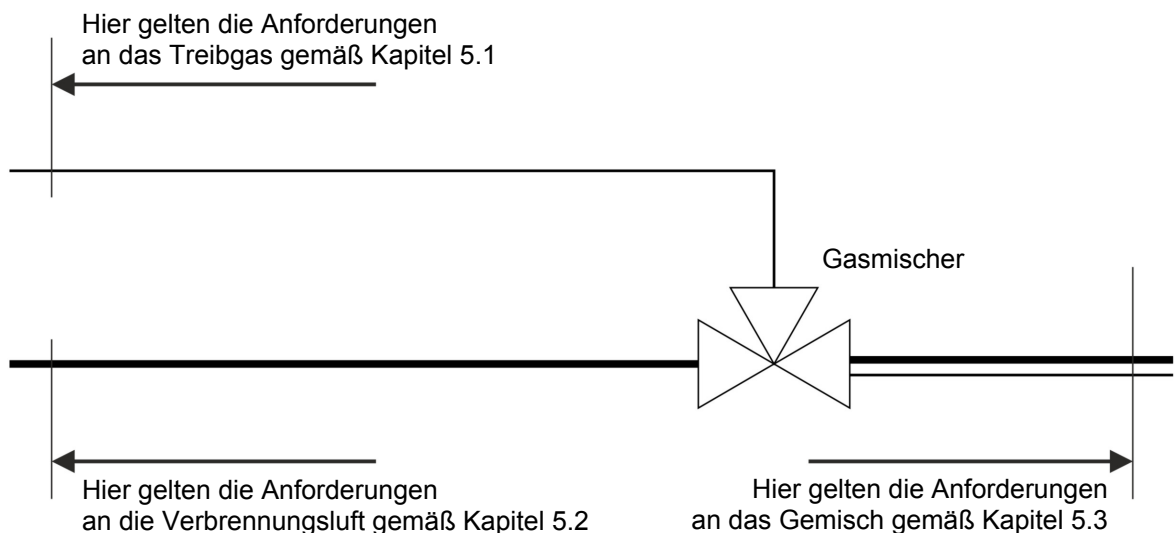 Hier gelten die Anforderungen
an das Treibgas gemäß Kapitel 5.1
Gasmischer
Hier gelten die Anforderungen
an die Verbrennungsluft gemäß Kapitel 5.2
Hier gelten die Anforderungen
an das Gemisch gemäß Kapitel 5.3